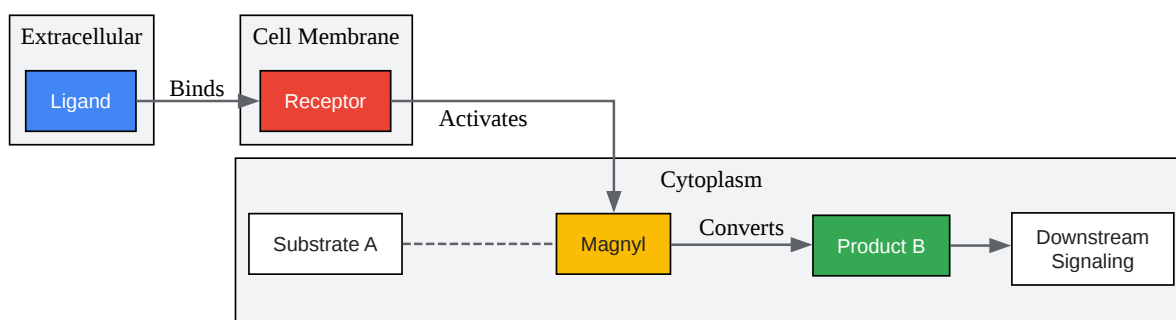 Extracellular
Cell Membrane
Ligand
Binds
Receptor
Activates
Cytoplasm
Substrate A
Magnyl
Converts
Product B
Downstream
Signaling